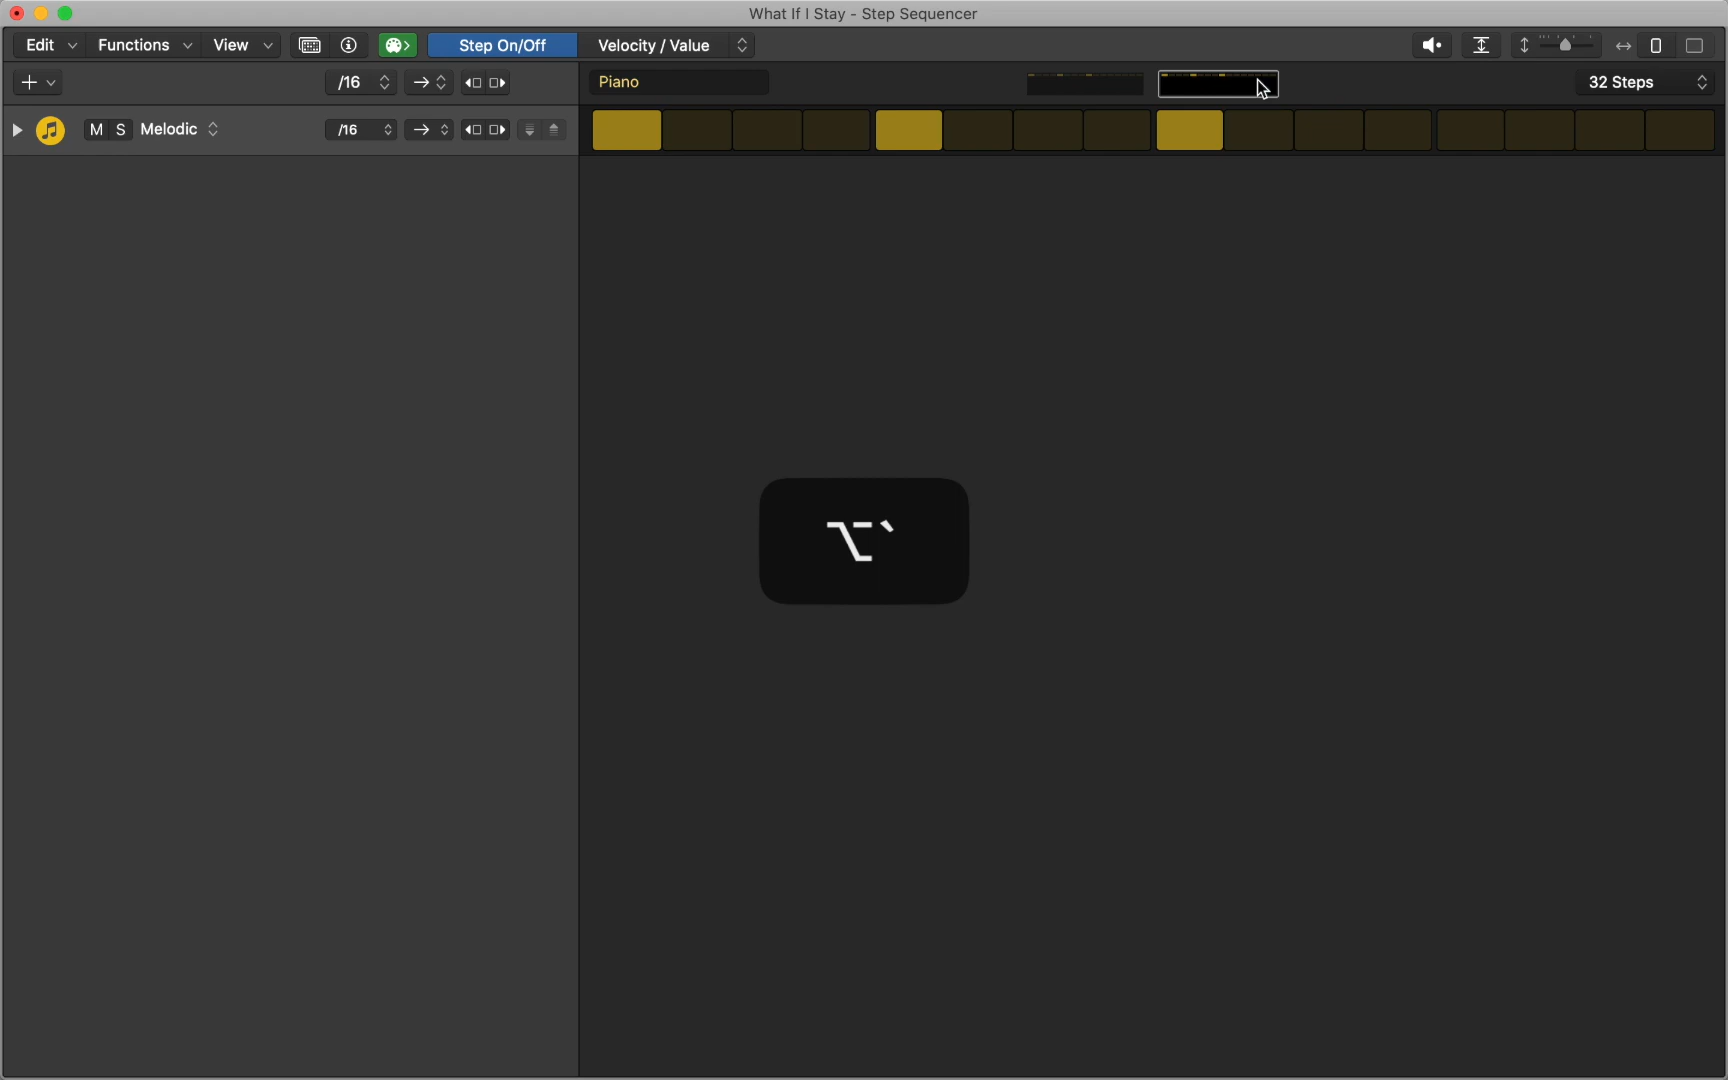 What If I Stay - Step Sequencer
Edit Functions View Step On/Off Velocity / Value
/16 Piano 32 Steps
M S Melodic /16
⌥`